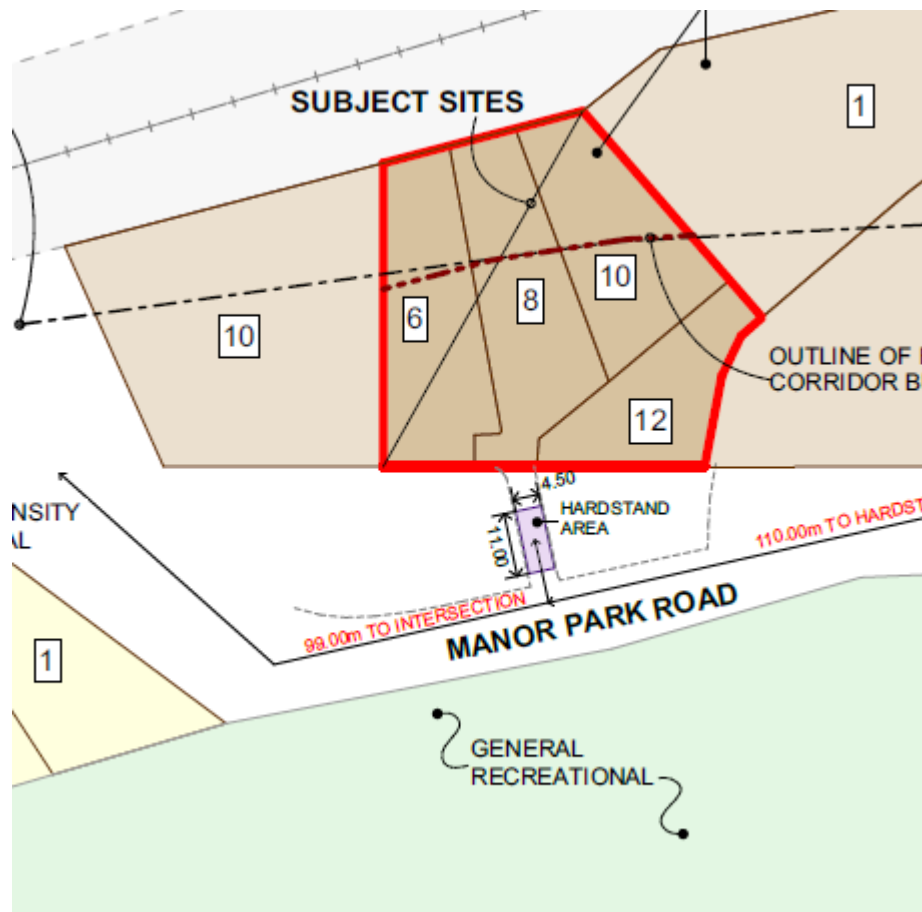 SUBJECT SITES
1
10
6
8
10
12
OUTLINE OF
CORRIDOR B
4.50
HARDSTAND
AREA
11.00
NSITY
AL
99.00m TO INTERSECTION
110.00m TO HARDST
MANOR PARK ROAD
1
GENERAL
RECREATIONAL